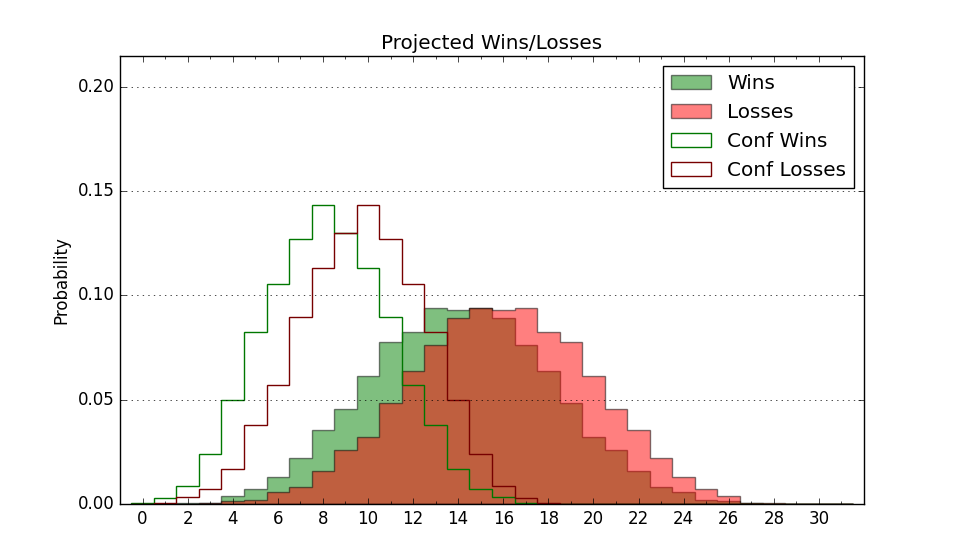 Projected Wins/Losses
Wins
Losses
Conf Wins
Conf Losses
Probability
0.20
0.15
0.10
0.05
0.00
0 2 4 6 8 10 12 14 16 18 20 22 24 26 28 30